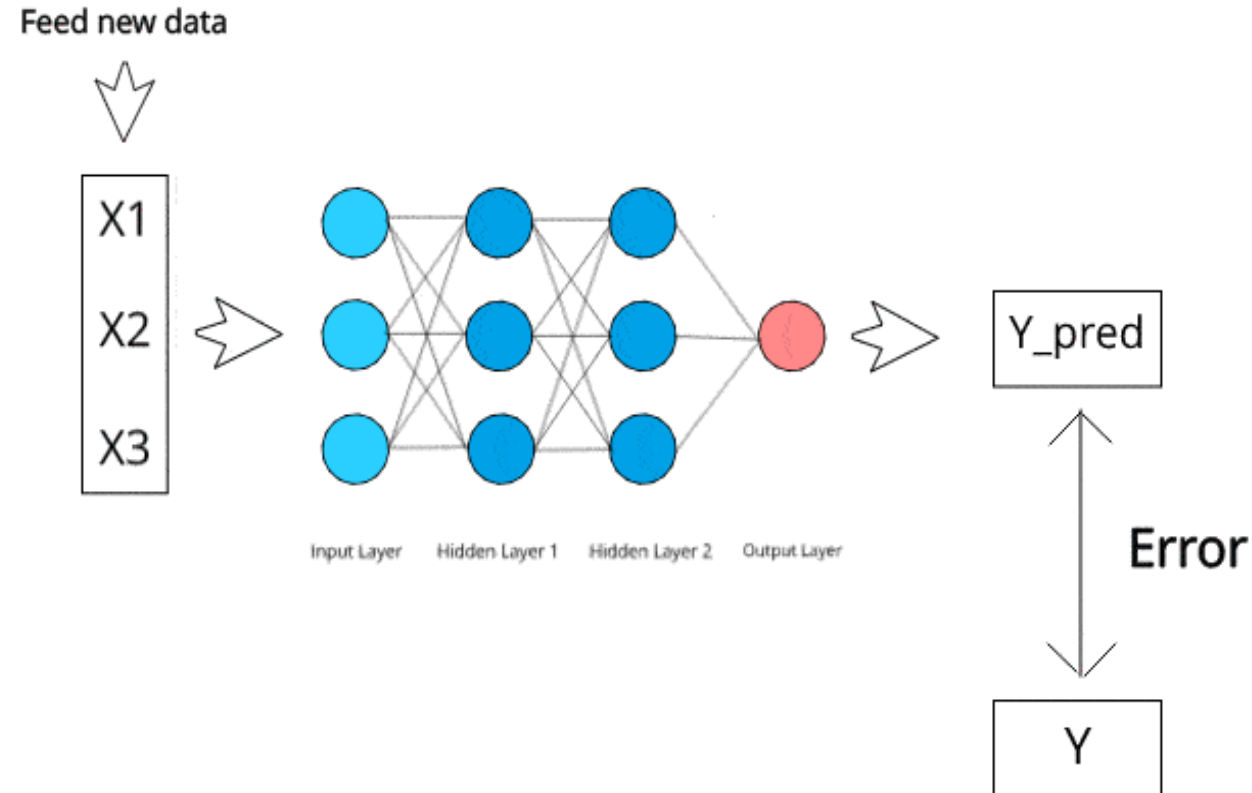 Feed new data
X1
X2
X3
Input Layer
Hidden Layer 1
Hidden Layer 2
Output Layer
Y_pred
Error
Y